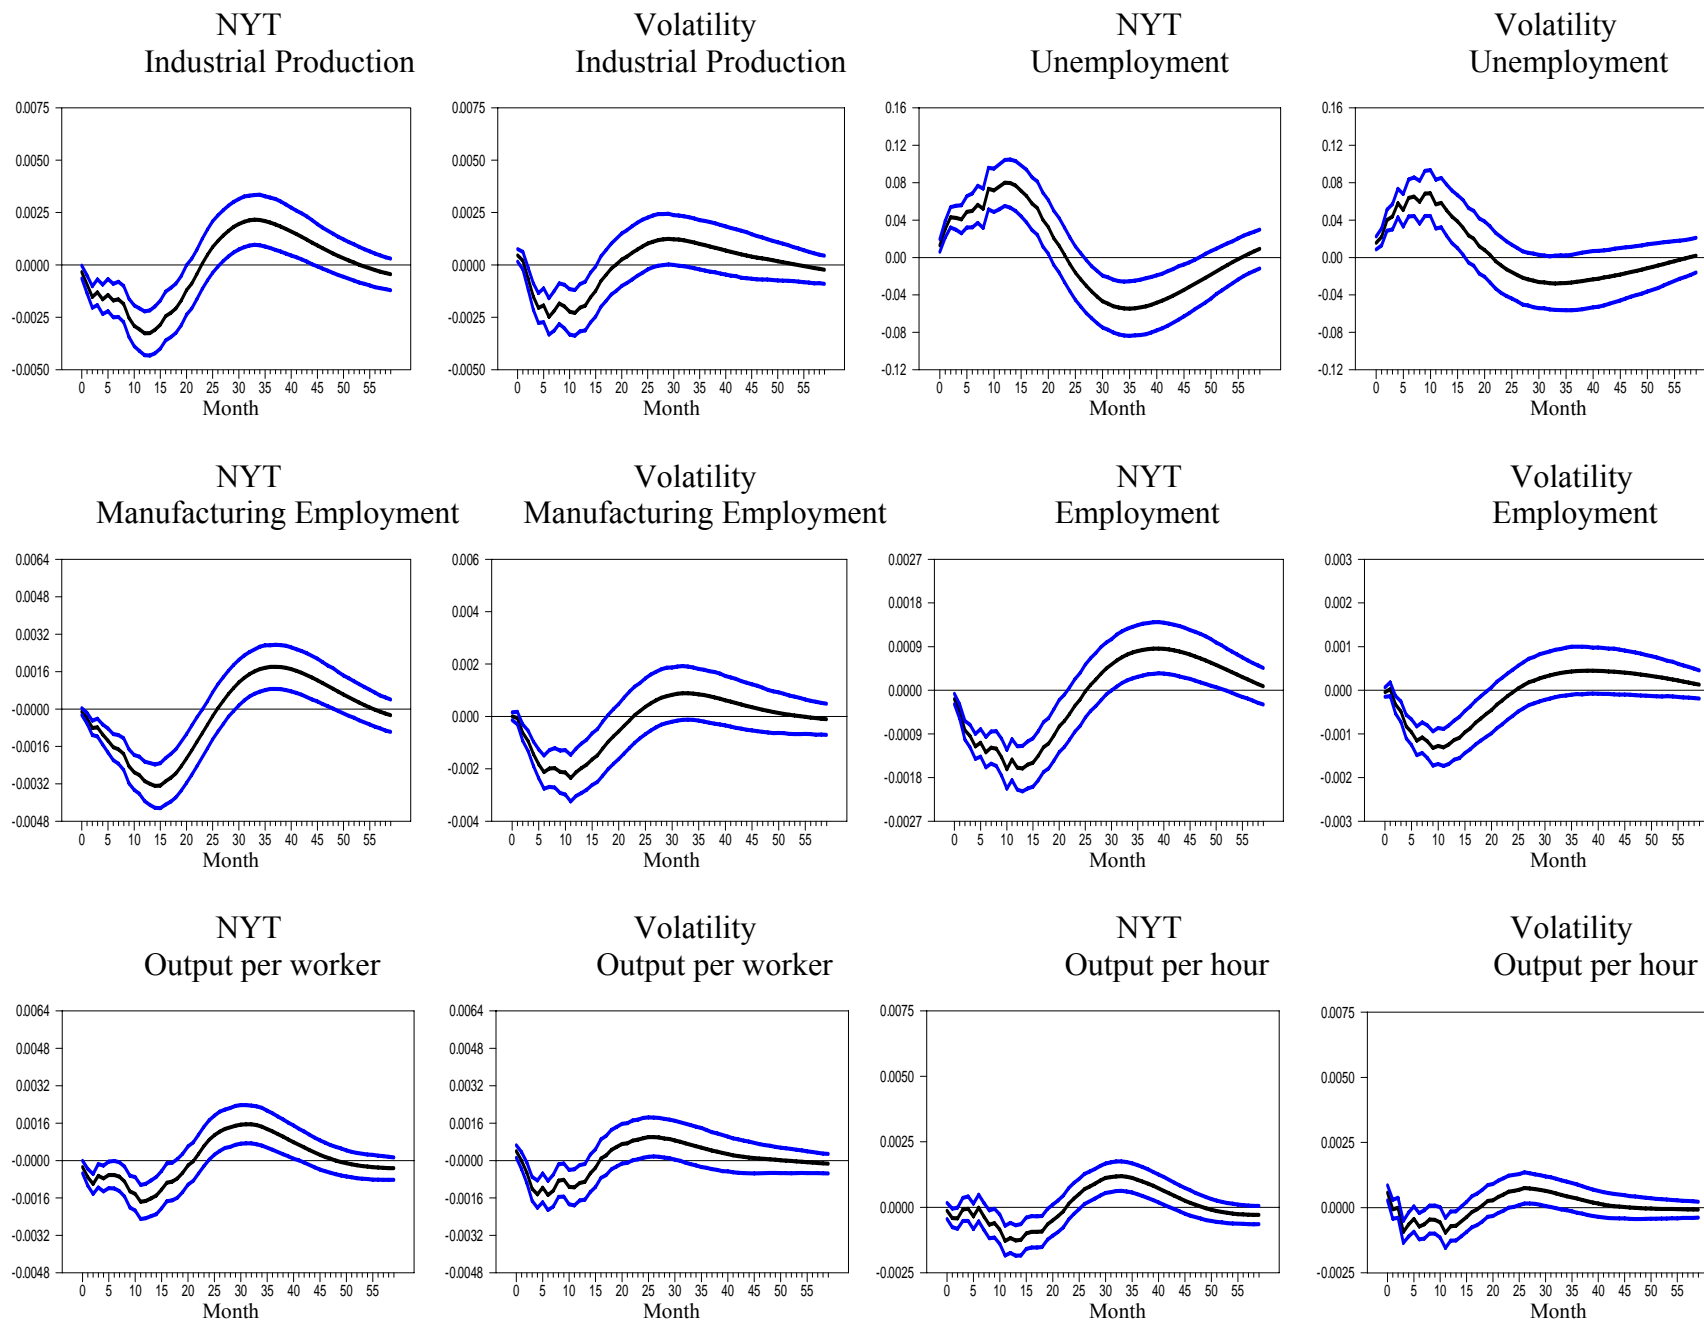 NYT
Industrial Production
Volatility
Industrial Production
NYT
Unemployment
Volatility
Unemployment
0.0075
0.0050
0.0025
0.0000
-0.0025
-0.0050
0 5 10 15 20 25 30 35 40 45 50 55
Month
0.0075
0.0050
0.0025
0.0000
-0.0025
-0.0050
0 5 10 15 20 25 30 35 40 45 50 55
Month
0.16
0.12
0.08
0.04
0.00
-0.04
-0.08
-0.12
0 5 10 15 20 25 30 35 40 45 50 55
Month
0.16
0.12
0.08
0.04
0.00
-0.04
-0.08
-0.12
0 5 10 15 20 25 30 35 40 45 50 55
Month
NYT
Manufacturing Employment
Volatility
Manufacturing Employment
NYT
Employment
Volatility
Employment
0.0064
0.0048
0.0032
0.0016
-0.0000
-0.0016
-0.0032
-0.0048
0 5 10 15 20 25 30 35 40 45 50 55
Month
0.006
0.004
0.002
0.000
-0.002
-0.004
0 5 10 15 20 25 30 35 40 45 50 55
Month
0.0027
0.0018
0.0009
0.0000
-0.0009
-0.0018
-0.0027
0 5 10 15 20 25 30 35 40 45 50 55
Month
0.003
0.002
0.001
0.000
-0.001
-0.002
-0.003
0 5 10 15 20 25 30 35 40 45 50 55
Month
NYT
Output per worker
Volatility
Output per worker
NYT
Output per hour
Volatility
Output per hour
0.0064
0.0048
0.0032
0.0016
-0.0000
-0.0016
-0.0032
-0.0048
0 5 10 15 20 25 30 35 40 45 50 55
Month
0.0064
0.0048
0.0032
0.0016
-0.0000
-0.0016
-0.0032
-0.0048
0 5 10 15 20 25 30 35 40 45 50 55
Month
0.0075
0.0050
0.0025
0.0000
-0.0025
0 5 10 15 20 25 30 35 40 45 50 55
Month
0.0075
0.0050
0.0025
0.0000
-0.0025
0 5 10 15 20 25 30 35 40 45 50 55
Month